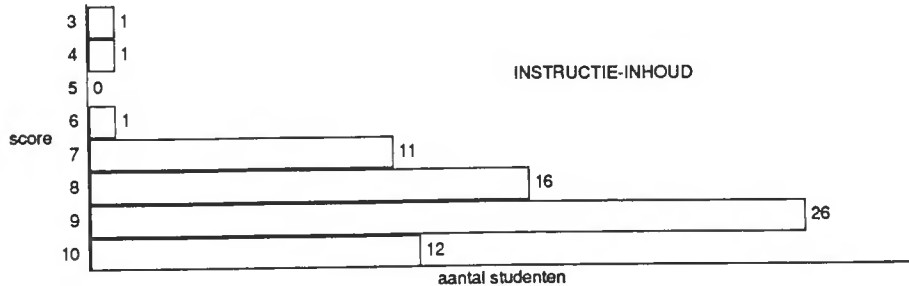 3 1
4 1
INSTRUCTIE-INHOUD
5 0
6 1
score
7 11
8 16
9 26
10 12
aantal studenten